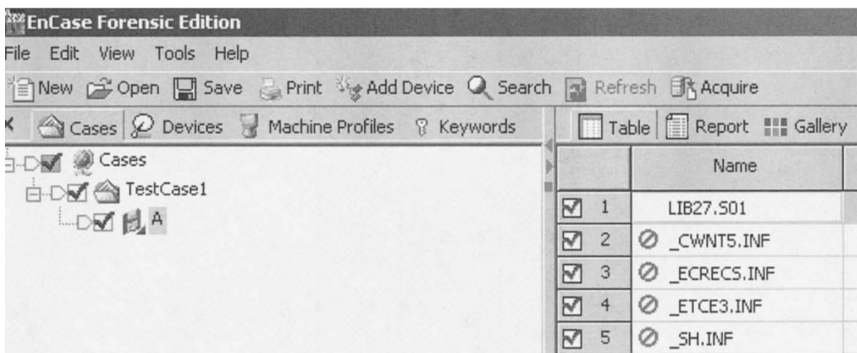 EnCase Forensic Edition
File Edit View Tools Help
New Open Save Print Add Device Search Refresh Acquire
Cases Devices Machine Profiles Keywords
Table Report Gallery
Cases
TestCase1
A
Name
1 LIB27.S01
2 _CWNT5.INF
3 _ECREC5.INF
4 _ETCE3.INF
5 _SH.INF